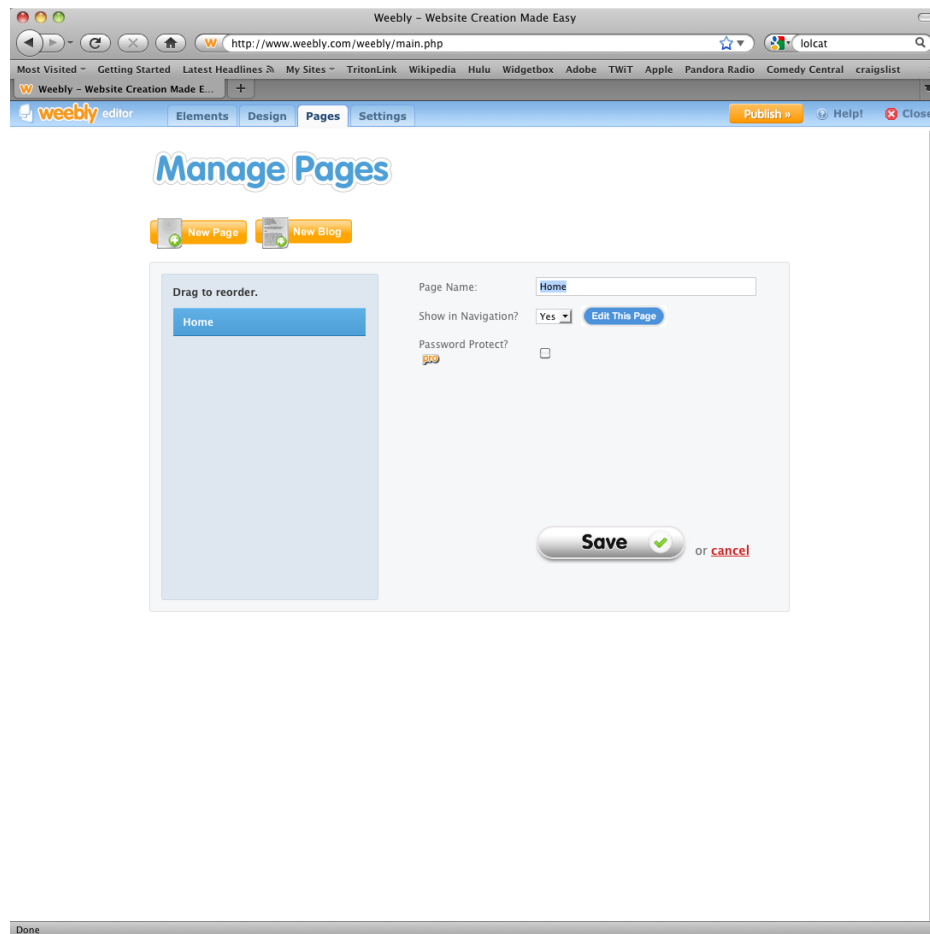 Weebly – Website Creation Made Easy
http://www.weebly.com/weebly/main.php
lolcat
Most Visited Getting Started Latest Headlines My Sites TritonLink Wikipedia Hulu Widgetbox Adobe TWiT Apple Pandora Radio Comedy Central craigslist
W Weebly – Website Creation Made E... +
weebly editor Elements Design Pages Settings Publish » Help! Close
Manage Pages
New Page New Blog
Drag to reorder.
Home
Page Name: Home
Show in Navigation? Yes Edit This Page
Password Protect?
pro
Save or cancel
Done